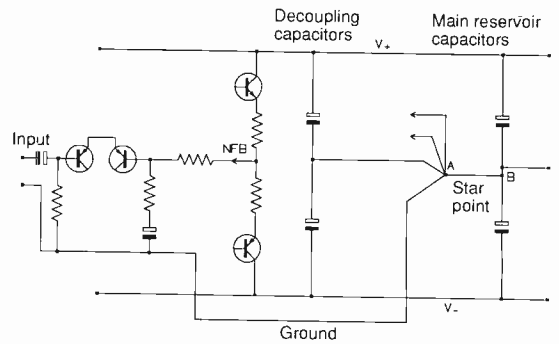 Decoupling
capacitors
Main reservoir
capacitors
V+
Input
NFB
A
B
Star
point
V-
Ground